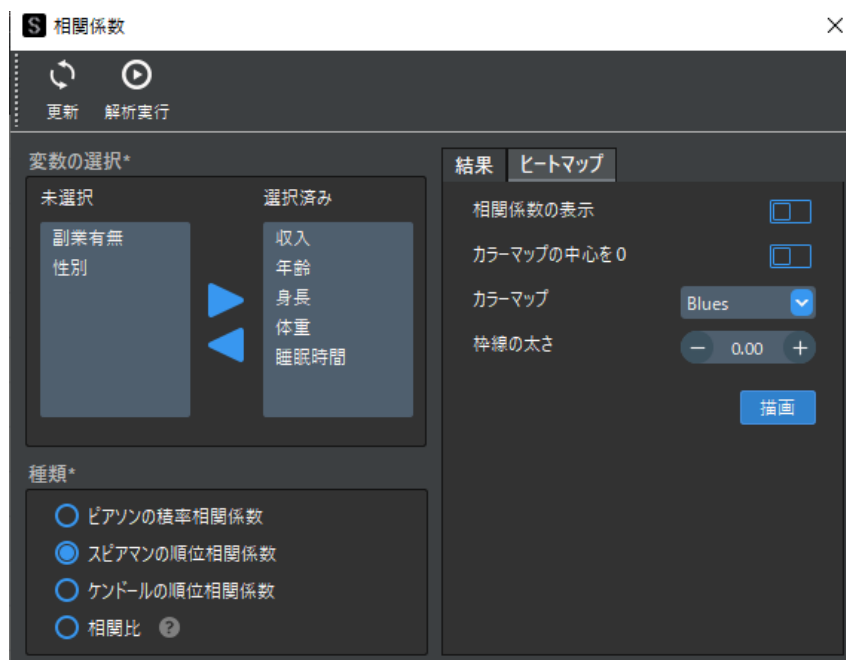 S 相関係数
更新 解析実行
変数の選択*
未選択
選択済み
副業有無
性別
収入
年齢
身長
体重
睡眠時間
種類*
ピアソンの積率相関係数
スピアマンの順位相関係数
ケンドールの順位相関係数
相関比 ?
結果 ヒートマップ
相関係数の表示
カラーマップの中心を0
カラーマップ Blues
枠線の太さ − 0.00 +
描画